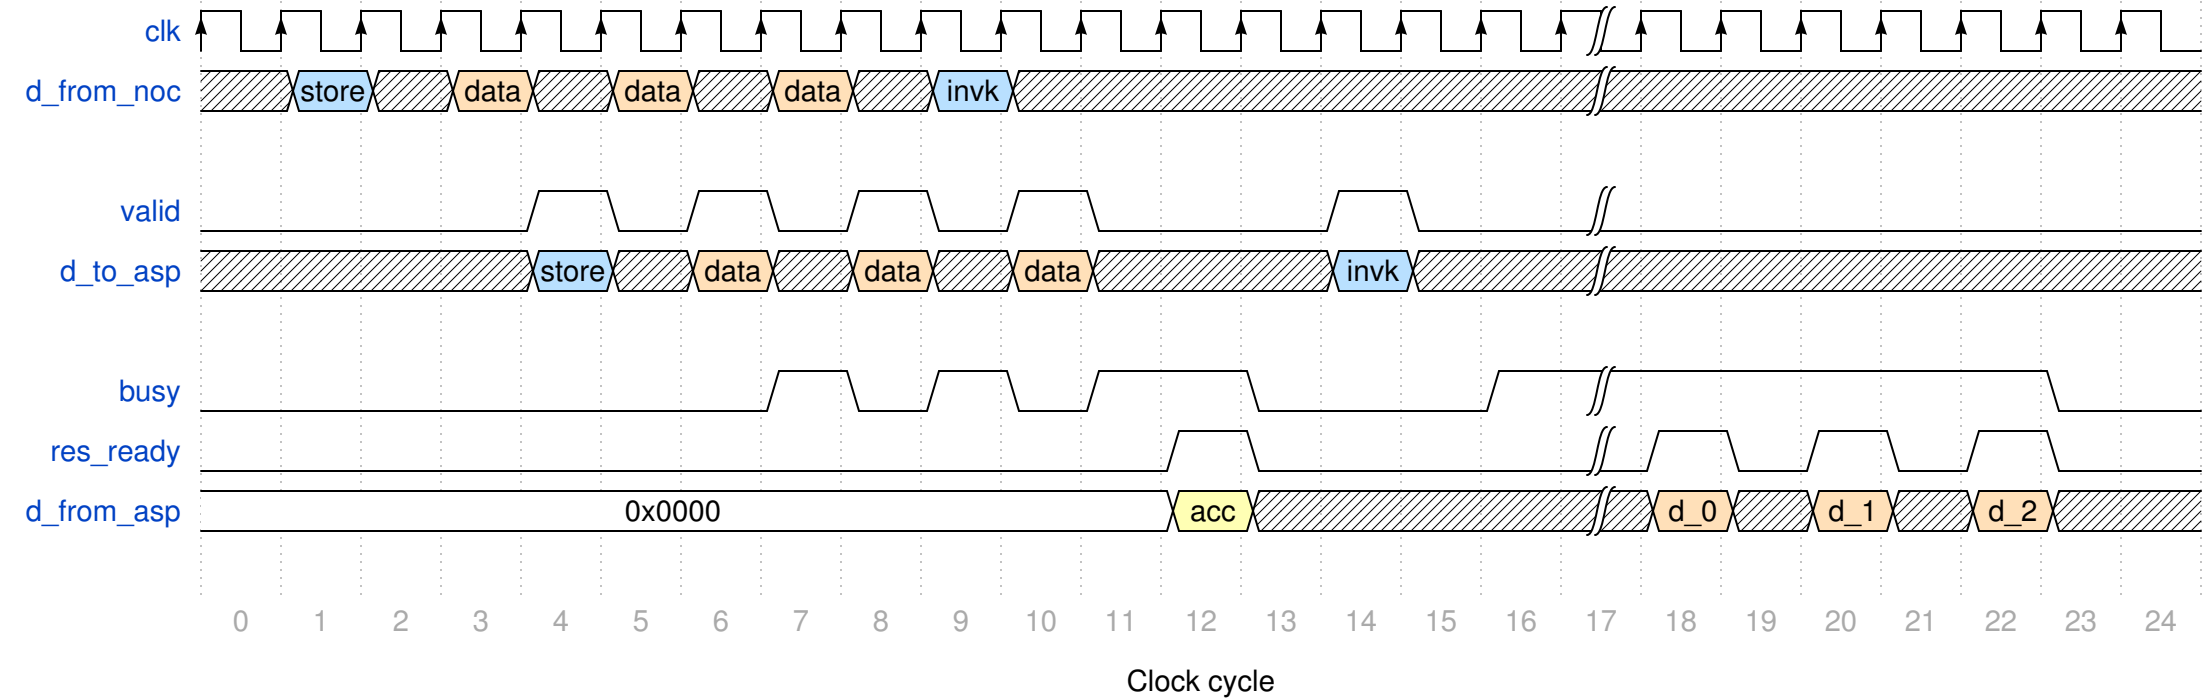 clk
d_from_noc store data data data invk
valid
d_to_asp store data data data invk
busy
res_ready
d_from_asp 0x0000 acc d_0 d_1 d_2
0 1 2 3 4 5 6 7 8 9 10 11 12 13 14 15 16 17 18 19 20 21 22 23 24
Clock cycle